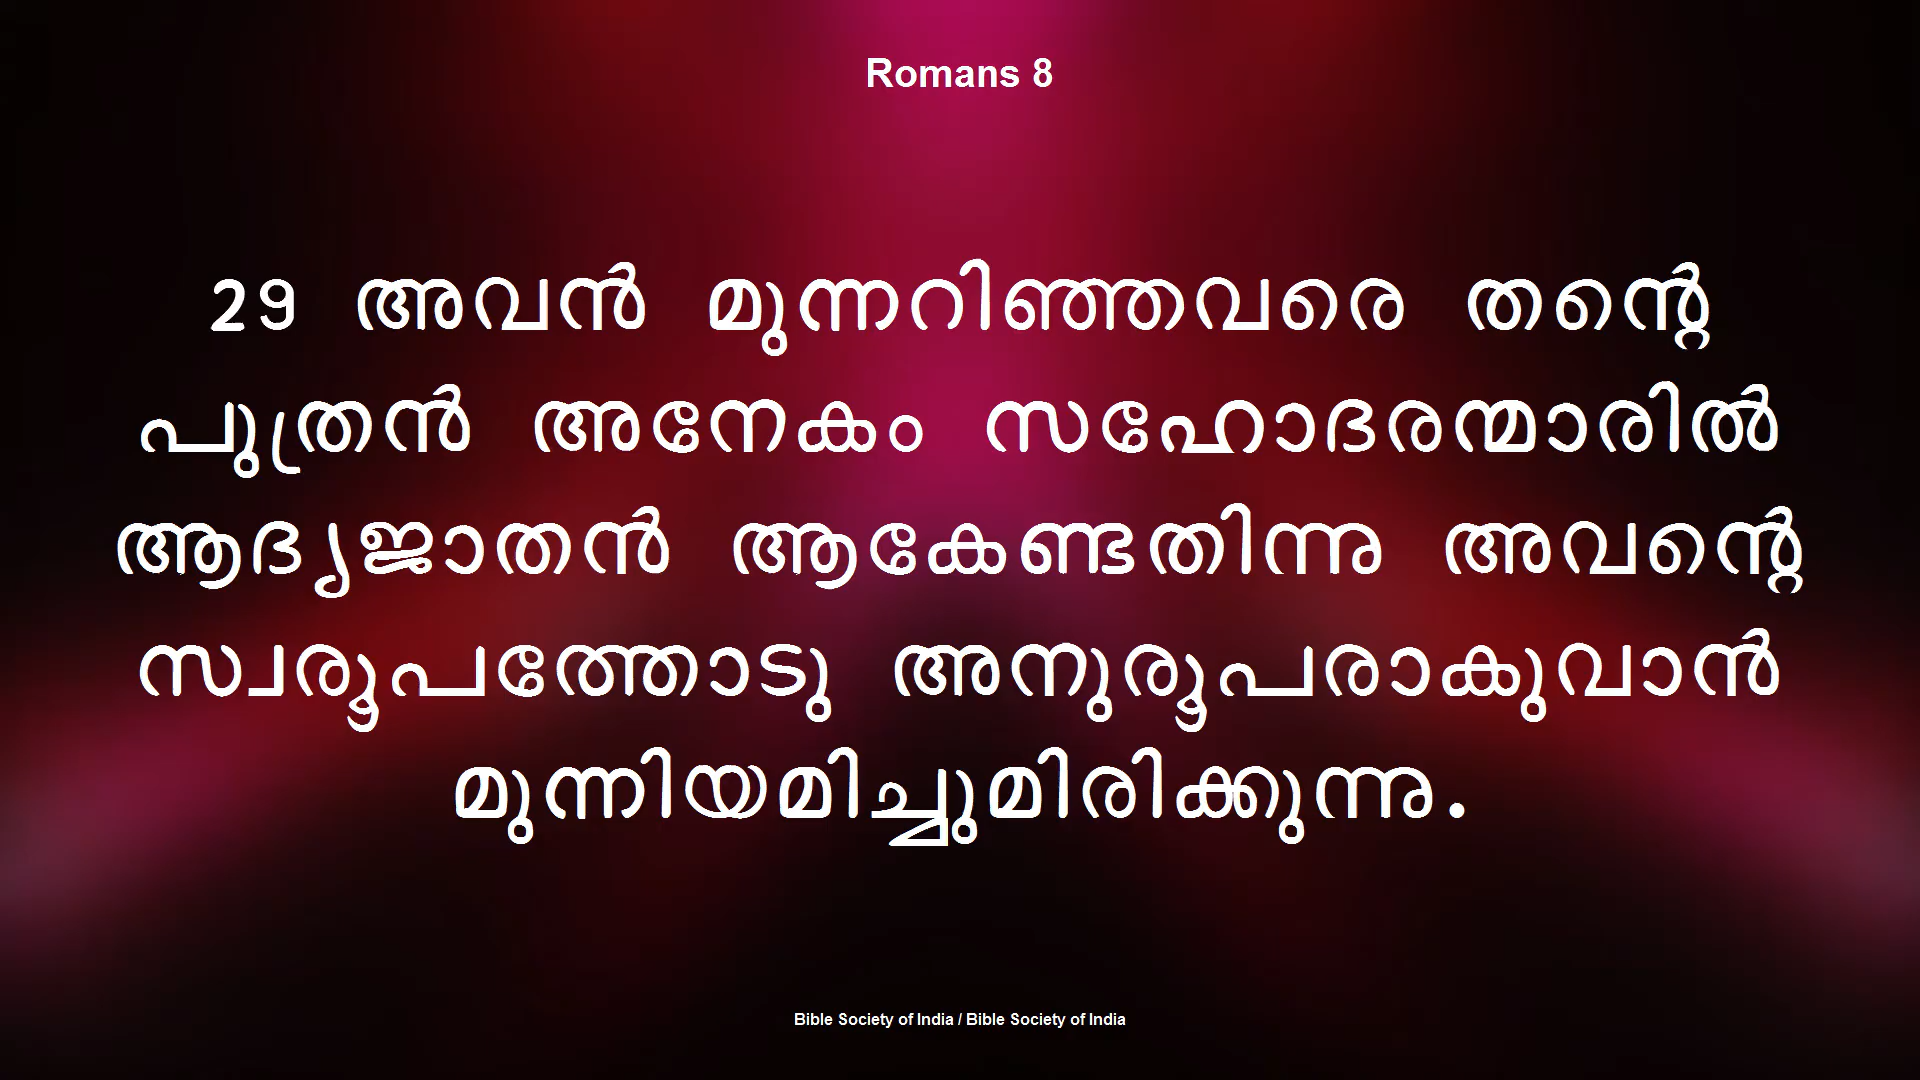 Romans 8
29 അവൻ മുന്നറിഞ്ഞവരെ തന്റെ
പുത്രൻ അനേകം സഹോദരന്മാരിൽ
ആദ്യജാതൻ ആകേണ്ടതിന്നു അവന്റെ
സ്വരൂപത്തോടു അനുരൂപരാകുവാൻ
മുന്നിയമിച്ചുമിരിക്കുന്നു.
Bible Society of India / Bible Society of India